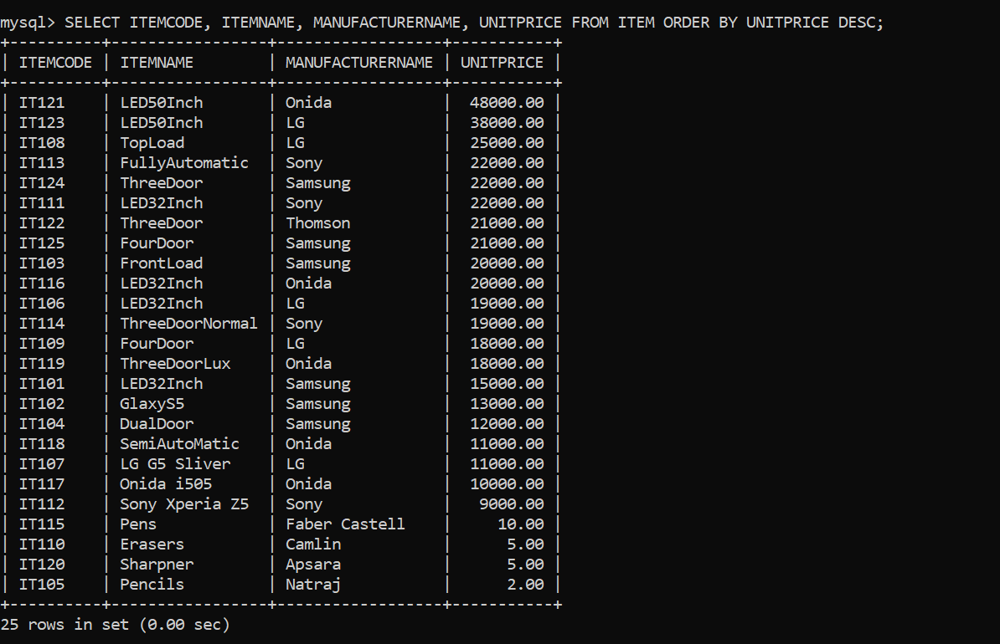 mysql> SELECT ITEMCODE, ITEMNAME, MANUFACTURERNAME, UNITPRICE FROM ITEM ORDER BY UNITPRICE DESC;
+----------+-----------------+------------------+-----------+
| ITEMCODE | ITEMNAME        | MANUFACTURERNAME | UNITPRICE |
+----------+-----------------+------------------+-----------+
| IT121    | LED50Inch       | Onida            |  48000.00 |
| IT123    | LED50Inch       | LG               |  38000.00 |
| IT108    | TopLoad         | LG               |  25000.00 |
| IT113    | FullyAutomatic  | Sony             |  22000.00 |
| IT124    | ThreeDoor       | Samsung          |  22000.00 |
| IT111    | LED32Inch       | Sony             |  22000.00 |
| IT122    | ThreeDoor       | Thomson          |  21000.00 |
| IT125    | FourDoor        | Samsung          |  21000.00 |
| IT103    | FrontLoad       | Samsung          |  20000.00 |
| IT116    | LED32Inch       | Onida            |  20000.00 |
| IT106    | LED32Inch       | LG               |  19000.00 |
| IT114    | ThreeDoorNormal | Sony             |  19000.00 |
| IT109    | FourDoor        | LG               |  18000.00 |
| IT119    | ThreeDoorLux    | Onida            |  18000.00 |
| IT101    | LED32Inch       | Samsung          |  15000.00 |
| IT102    | GlaxyS5         | Samsung          |  13000.00 |
| IT104    | DualDoor        | Samsung          |  12000.00 |
| IT118    | SemiAutoMatic   | Onida            |  11000.00 |
| IT107    | LG G5 Sliver    | LG               |  11000.00 |
| IT117    | Onida i505      | Onida            |  10000.00 |
| IT112    | Sony Xperia Z5  | Sony             |   9000.00 |
| IT115    | Pens            | Faber Castell    |     10.00 |
| IT110    | Erasers         | Camlin           |      5.00 |
| IT120    | Sharpner        | Apsara           |      5.00 |
| IT105    | Pencils         | Natraj           |      2.00 |
+----------+-----------------+------------------+-----------+
25 rows in set (0.00 sec)